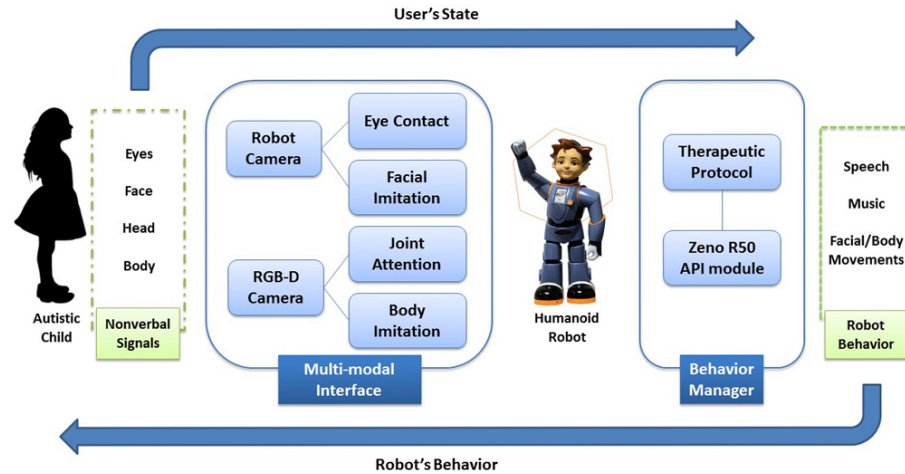 User's State
Eyes
Face
Head
Body
Autistic
Child
Nonverbal
Signals
Robot
Camera
Eye Contact
Facial
Imitation
RGB-D
Camera
Joint
Attention
Body
Imitation
Multi-modal
Interface
Humanoid
Robot
Therapeutic
Protocol
Zeno R50
API module
Behavior
Manager
Speech
Music
Facial/Body
Movements
Robot
Behavior
Robot's Behavior